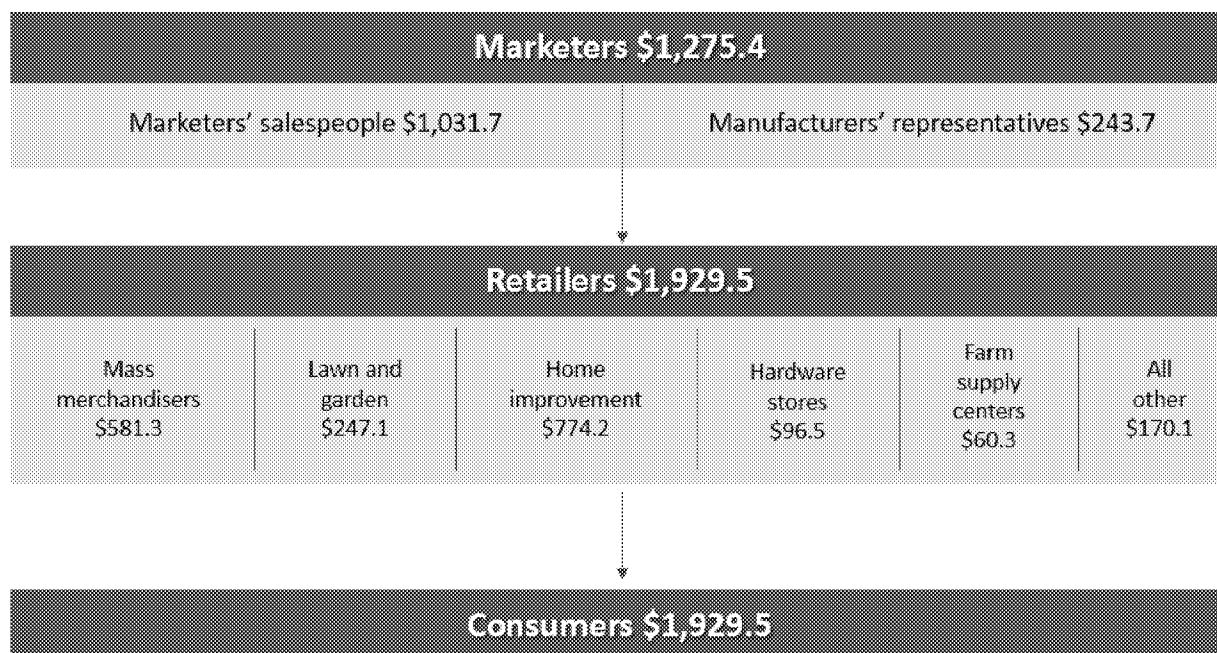 Marketers $1,275.4
Marketers' salespeople $1,031.7
Manufacturers' representatives $243.7
Retailers $1,929.5
Mass
merchandisers
$581.3
Lawn and
garden
$247.1
Home
improvement
$774.2
Hardware
stores
$96.5
Farm
supply
centers
$60.3
All
other
$170.1
Consumers $1,929.5